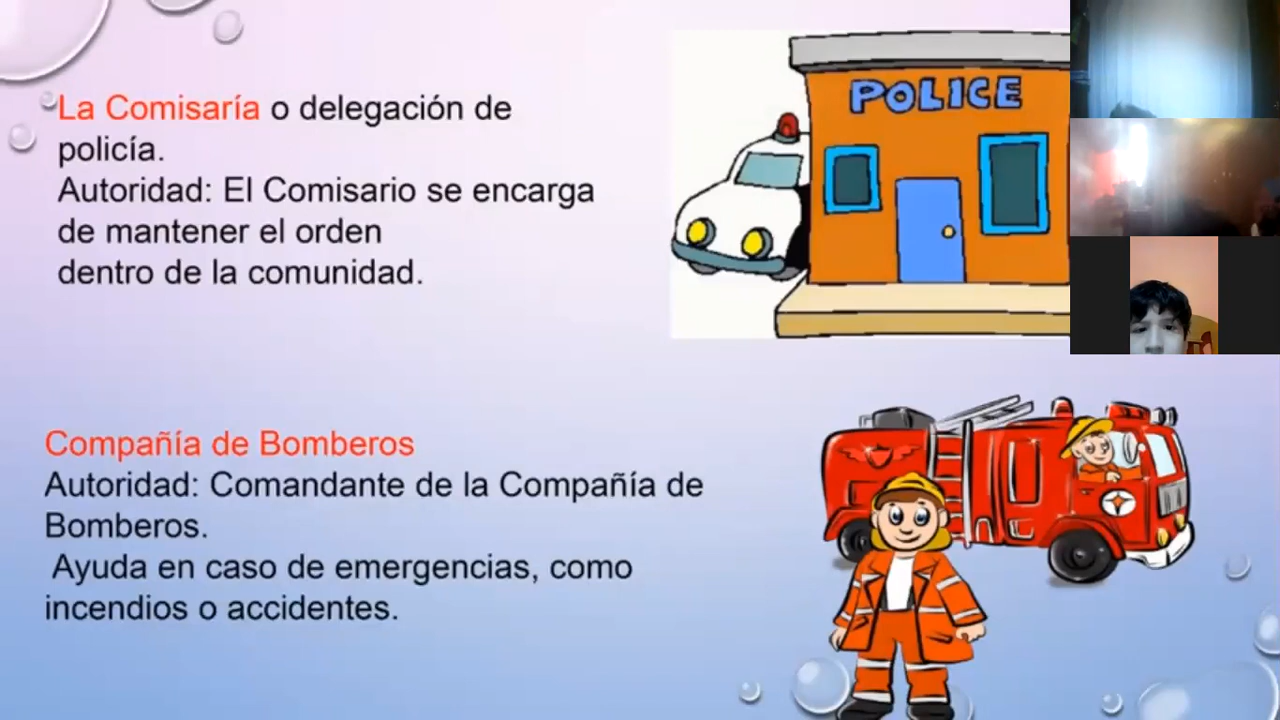 La Comisaría o delegación de
policía.
Autoridad: El Comisario se encarga
de mantener el orden
dentro de la comunidad.
POLICE
Compañía de Bomberos
Autoridad: Comandante de la Compañía de
Bomberos.
Ayuda en caso de emergencias, como
incendios o accidentes.